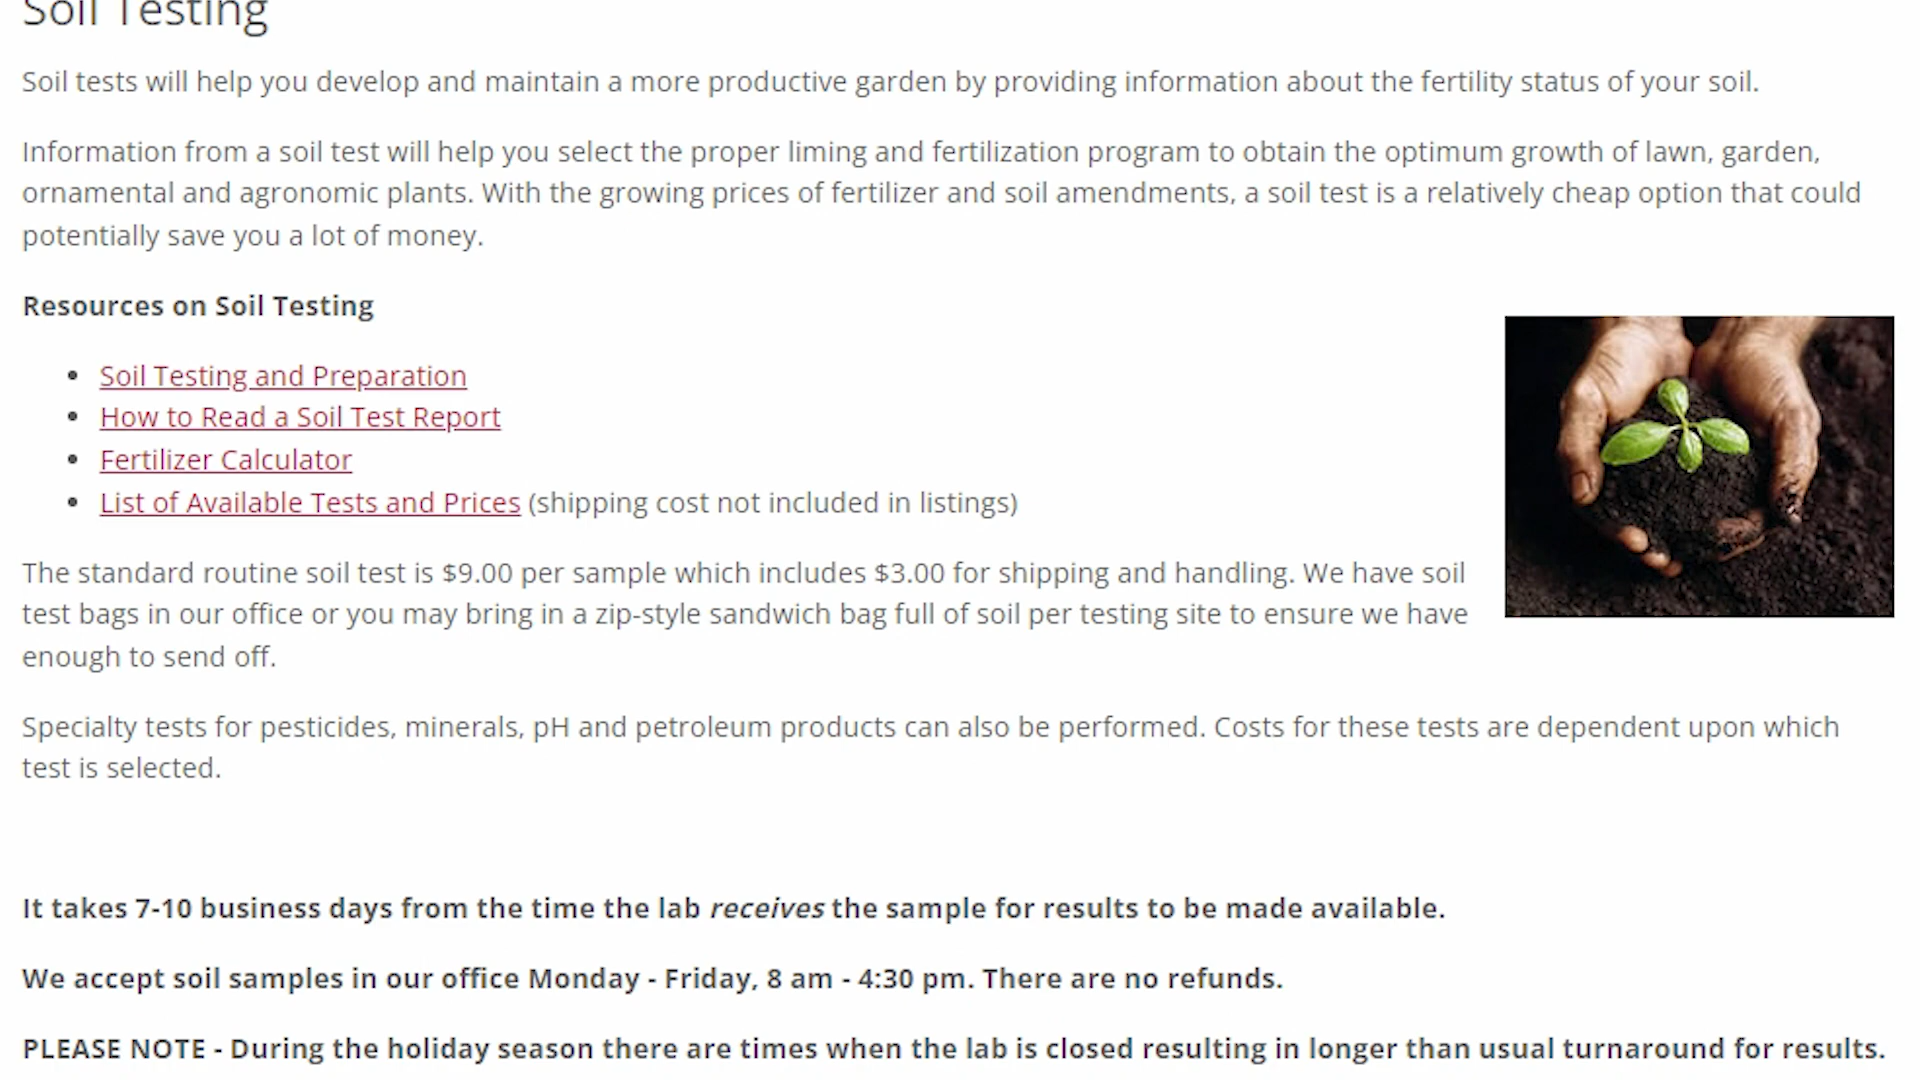 Soil Testing
Soil tests will help you develop and maintain a more productive garden by providing information about the fertility status of your soil.
Information from a soil test will help you select the proper liming and fertilization program to obtain the optimum growth of lawn, garden,
ornamental and agronomic plants. With the growing prices of fertilizer and soil amendments, a soil test is a relatively cheap option that could
potentially save you a lot of money.
Resources on Soil Testing
• Soil Testing and Preparation
• How to Read a Soil Test Report
• Fertilizer Calculator
• List of Available Tests and Prices (shipping cost not included in listings)
The standard routine soil test is $9.00 per sample which includes $3.00 for shipping and handling. We have soil
test bags in our office or you may bring in a zip-style sandwich bag full of soil per testing site to ensure we have
enough to send off.
Specialty tests for pesticides, minerals, pH and petroleum products can also be performed. Costs for these tests are dependent upon which
test is selected.
It takes 7-10 business days from the time the lab receives the sample for results to be made available.
We accept soil samples in our office Monday - Friday, 8 am - 4:30 pm. There are no refunds.
PLEASE NOTE - During the holiday season there are times when the lab is closed resulting in longer than usual turnaround for results.